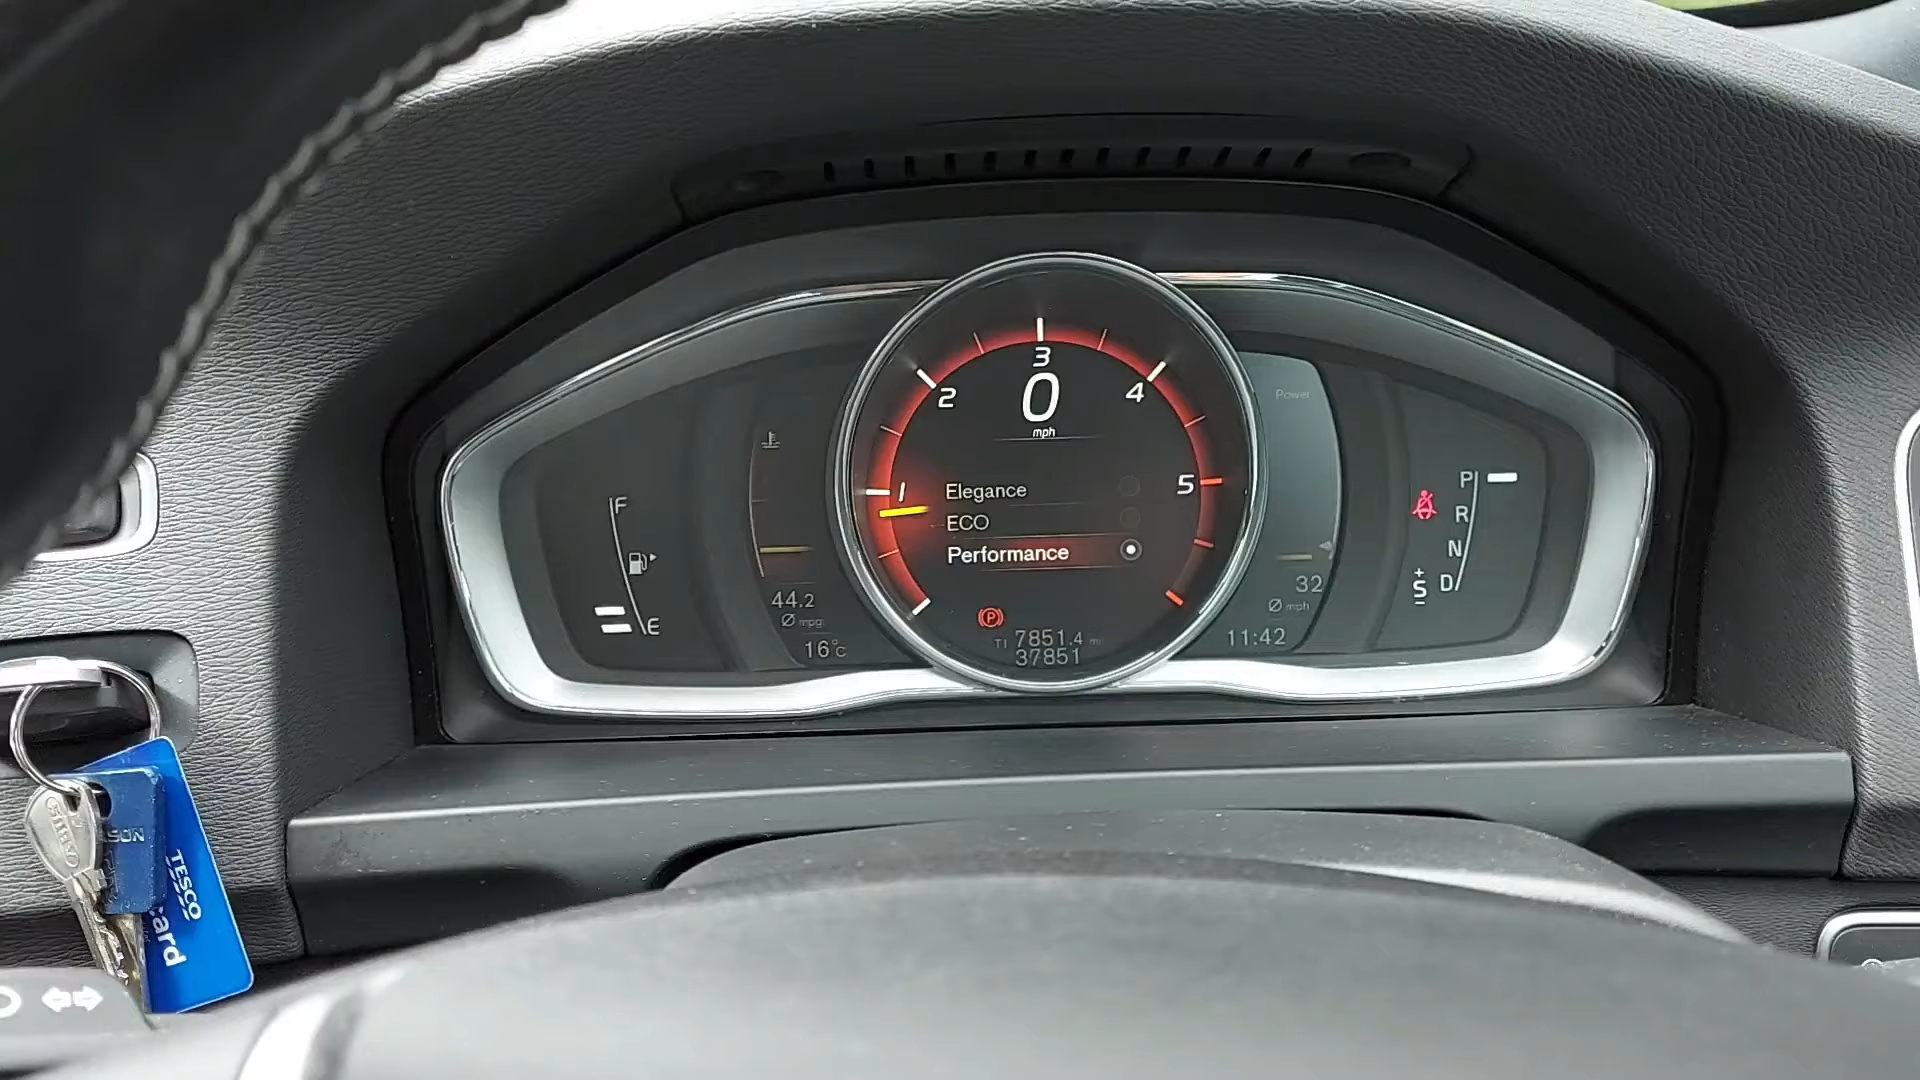 3
2
4
0
mph
Power
1
5
Elegance
ECO
Performance
F
E
P
R
N
D
+
S
-
44.2
Ø mpg
16°C
P
T1 7851.4 mi
37851
32
Ø mph
11:42
SON
TESCO